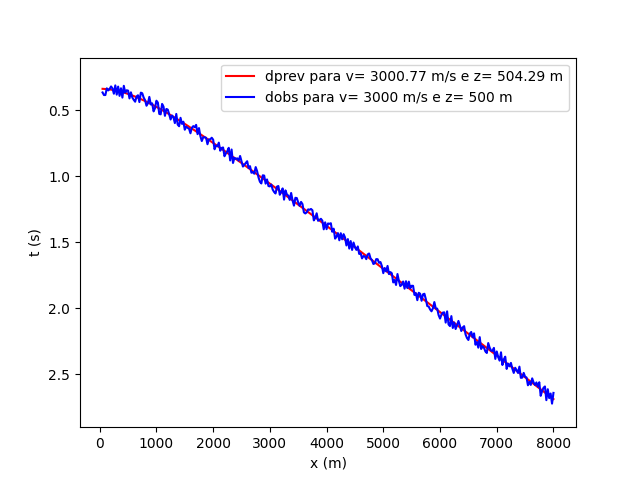 dprev para v= 3000.77 m/s e z= 504.29 m
dobs para v= 3000 m/s e z= 500 m
0.5
1.0
1.5
2.0
2.5
t (s)
0 1000 2000 3000 4000 5000 6000 7000 8000
x (m)